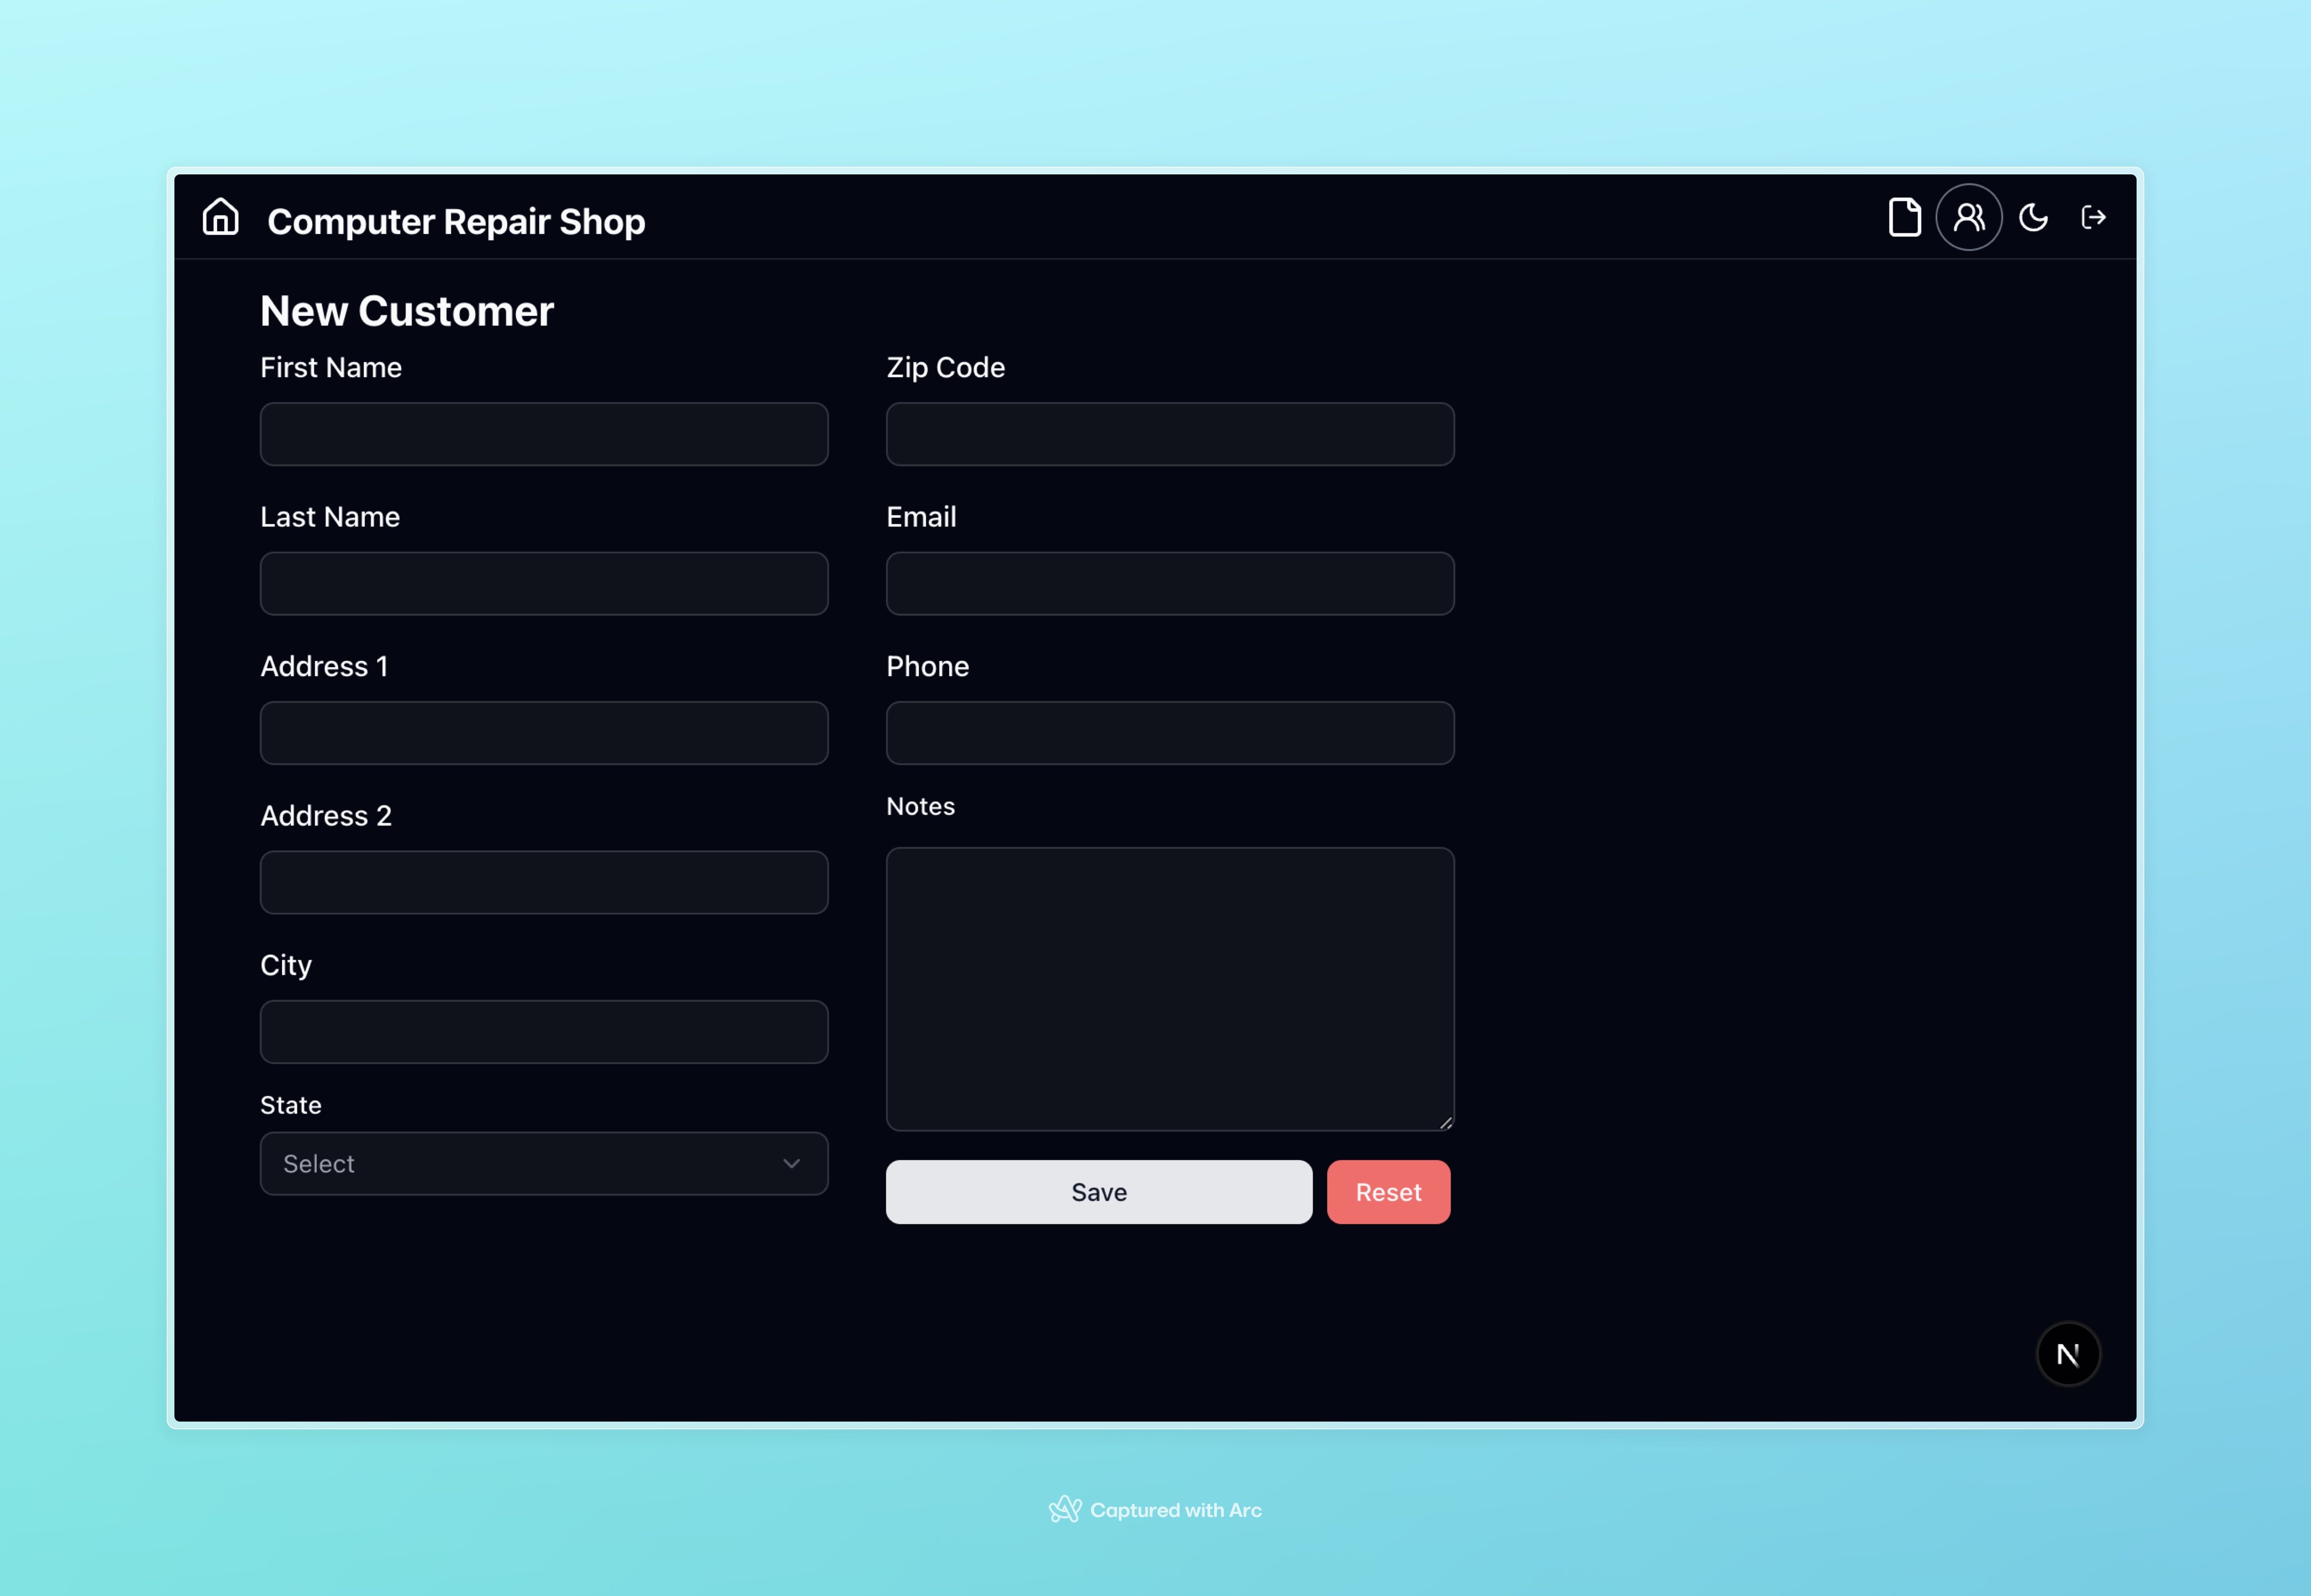 Computer Repair Shop
New Customer
First Name
Last Name
Address 1
Address 2
City
State
Select
Zip Code
Email
Phone
Notes
Save
Reset
N
Captured with Arc